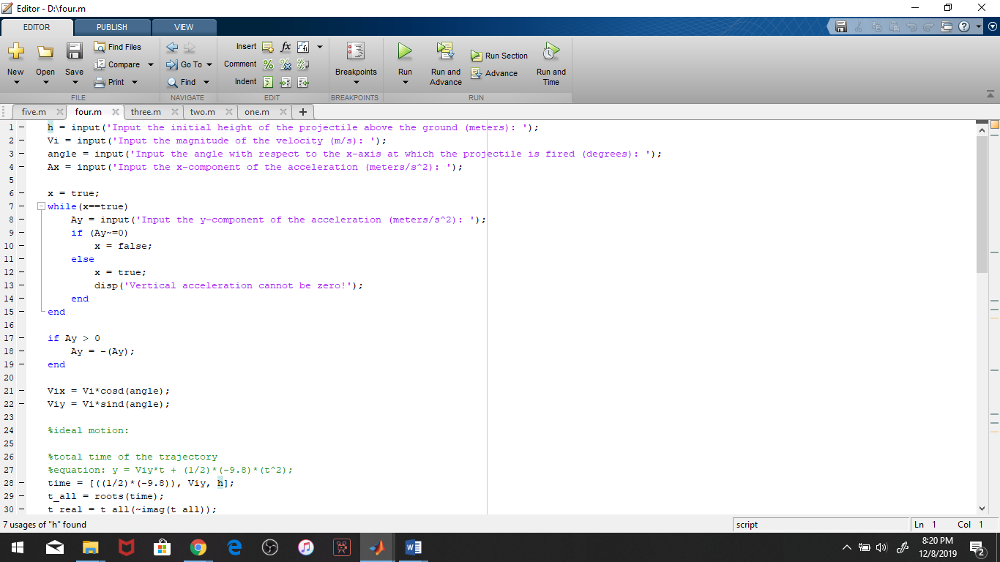 Editor - D:\four.m
EDITOR PUBLISH VIEW
New Open Save Find Files Compare Print
Insert fx
Comment
Indent
Go To Find
Breakpoints
Run Run and Advance Run Section Advance Run and Time
FILE NAVIGATE EDIT BREAKPOINTS RUN
five.m four.m three.m two.m one.m +
1 - h = input('Input the initial height of the projectile above the ground (meters): ');
2 - Vi = input('Input the magnitude of the velocity (m/s): ');
3 - angle = input('Input the angle with respect to the x-axis at which the projectile is fired (degrees): ');
4 - Ax = input('Input the x-component of the acceleration (meters/s^2): ');
5
6 - x = true;
7 - while(x==true)
8 - Ay = input('Input the y-component of the acceleration (meters/s^2): ');
9 - if (Ay~=0)
10 - x = false;
11 - else
12 - x = true;
13 - disp('Vertical acceleration cannot be zero!');
14 - end
15 - end
16
17 - if Ay > 0
18 - Ay = -(Ay);
19 - end
20
21 - Vix = Vi*cosd(angle);
22 - Viy = Vi*sind(angle);
23
24 %ideal motion:
25
26 %total time of the trajectory
27 %equation: y = Viy*t + (1/2)*(-9.8)*(t^2);
28 - time = [((1/2)*(-9.8)), Viy, h];
29 - t_all = roots(time);
30 - t_real = t_all(~imag(t_all));
7 usages of "h" found
script
Ln 1 Col 1
8:20 PM
12/8/2019
2